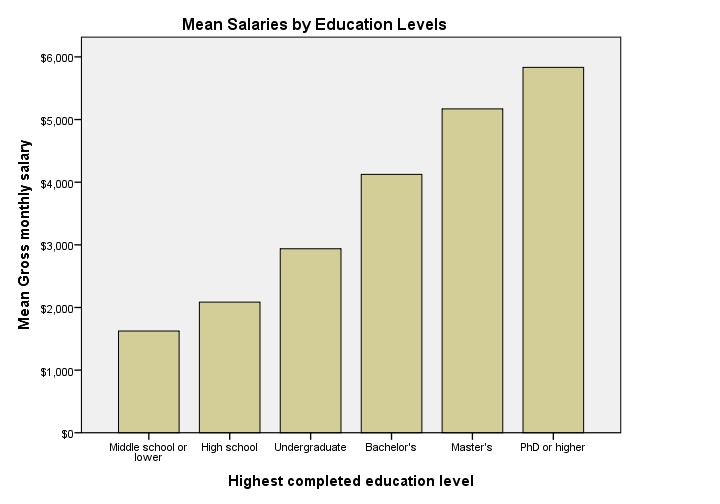 Mean Salaries by Education Levels
Mean Gross monthly salary
$6,000
$5,000
$4,000
$3,000
$2,000
$1,000
$0
Middle school or
lower
High school
Undergraduate
Bachelor's
Master's
PhD or higher
Highest completed education level